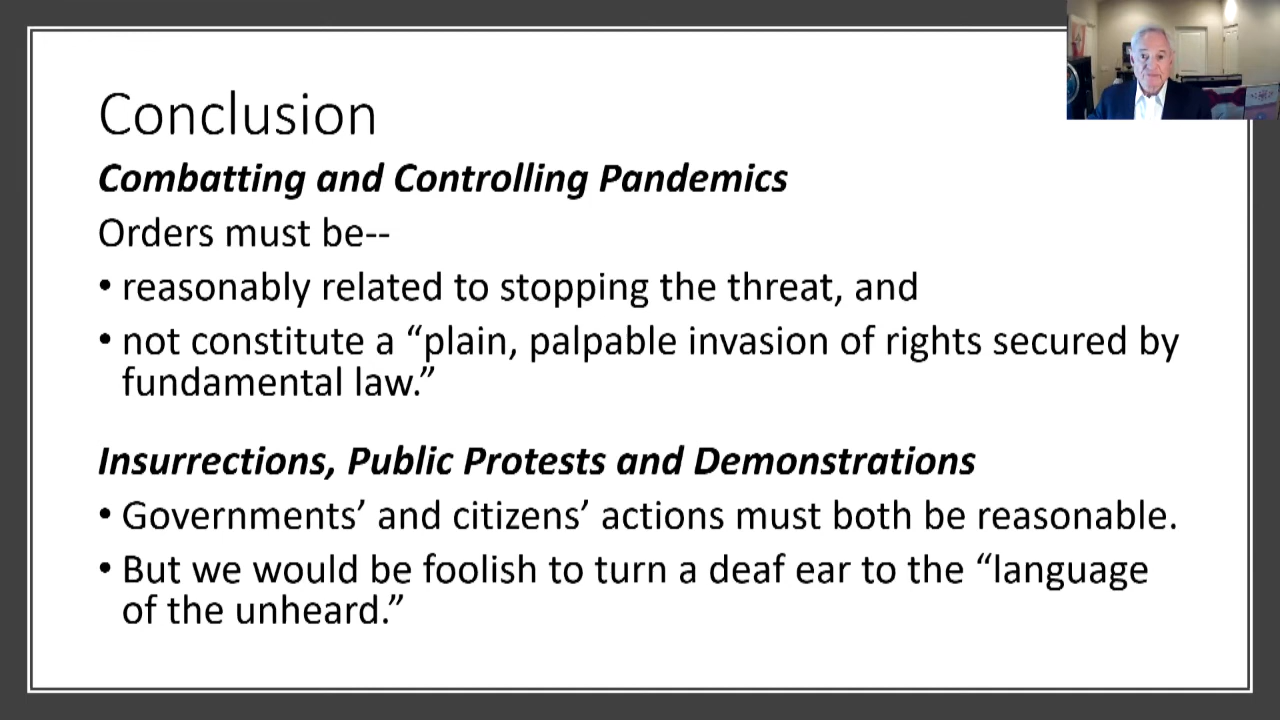 Conclusion
Combatting and Controlling Pandemics
Orders must be--
• reasonably related to stopping the threat, and
• not constitute a “plain, palpable invasion of rights secured by
fundamental law.”
Insurrections, Public Protests and Demonstrations
• Governments’ and citizens’ actions must both be reasonable.
• But we would be foolish to turn a deaf ear to the “language
of the unheard.”